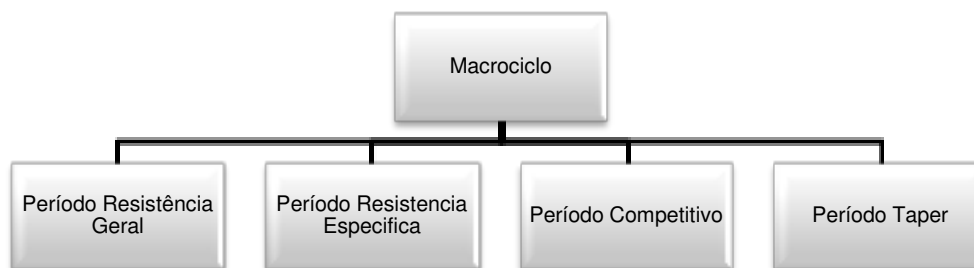 Macrociclo
Período Resistência
Geral
Período Resistencia
Especifica
Período Competitivo
Período Taper